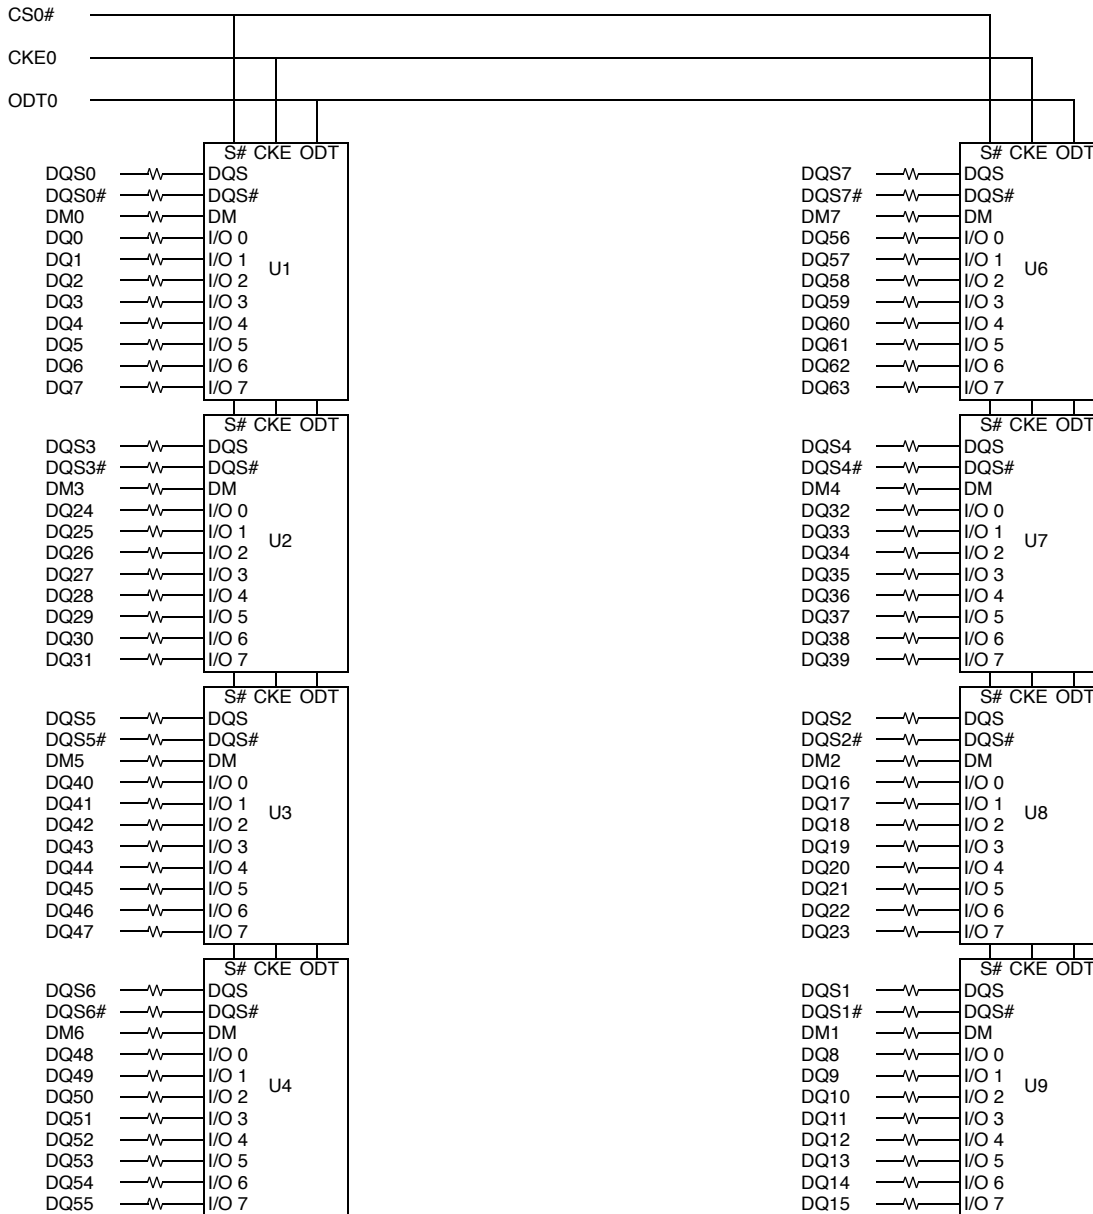 CS0#
CKE0
ODT0
S# CKE ODT
DQS0 DQS
DQS0# DQS#
DM0 DM
DQ0 I/O 0
DQ1 I/O 1
DQ2 I/O 2
DQ3 I/O 3
DQ4 I/O 4
DQ5 I/O 5
DQ6 I/O 6
DQ7 I/O 7
U1
S# CKE ODT
DQS3 DQS
DQS3# DQS#
DM3 DM
DQ24 I/O 0
DQ25 I/O 1
DQ26 I/O 2
DQ27 I/O 3
DQ28 I/O 4
DQ29 I/O 5
DQ30 I/O 6
DQ31 I/O 7
U2
S# CKE ODT
DQS5 DQS
DQS5# DQS#
DM5 DM
DQ40 I/O 0
DQ41 I/O 1
DQ42 I/O 2
DQ43 I/O 3
DQ44 I/O 4
DQ45 I/O 5
DQ46 I/O 6
DQ47 I/O 7
U3
S# CKE ODT
DQS6 DQS
DQS6# DQS#
DM6 DM
DQ48 I/O 0
DQ49 I/O 1
DQ50 I/O 2
DQ51 I/O 3
DQ52 I/O 4
DQ53 I/O 5
DQ54 I/O 6
DQ55 I/O 7
U4
S# CKE ODT
DQS7 DQS
DQS7# DQS#
DM7 DM
DQ56 I/O 0
DQ57 I/O 1
DQ58 I/O 2
DQ59 I/O 3
DQ60 I/O 4
DQ61 I/O 5
DQ62 I/O 6
DQ63 I/O 7
U6
S# CKE ODT
DQS4 DQS
DQS4# DQS#
DM4 DM
DQ32 I/O 0
DQ33 I/O 1
DQ34 I/O 2
DQ35 I/O 3
DQ36 I/O 4
DQ37 I/O 5
DQ38 I/O 6
DQ39 I/O 7
U7
S# CKE ODT
DQS2 DQS
DQS2# DQS#
DM2 DM
DQ16 I/O 0
DQ17 I/O 1
DQ18 I/O 2
DQ19 I/O 3
DQ20 I/O 4
DQ21 I/O 5
DQ22 I/O 6
DQ23 I/O 7
U8
S# CKE ODT
DQS1 DQS
DQS1# DQS#
DM1 DM
DQ8 I/O 0
DQ9 I/O 1
DQ10 I/O 2
DQ11 I/O 3
DQ12 I/O 4
DQ13 I/O 5
DQ14 I/O 6
DQ15 I/O 7
U9